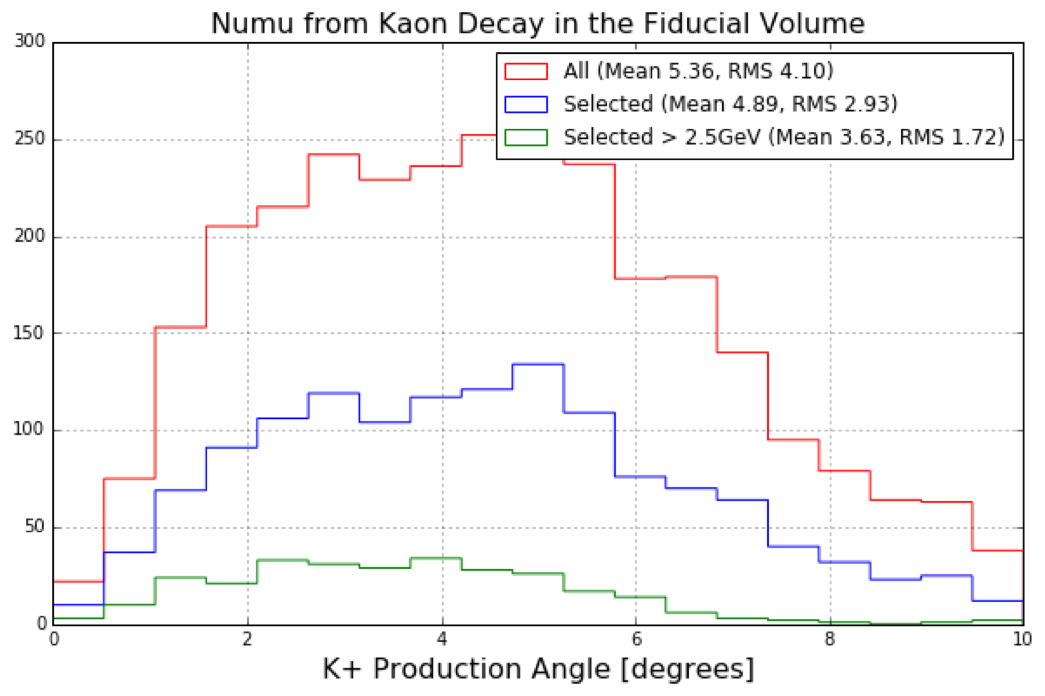 Numu from Kaon Decay in the Fiducial Volume
300
250
200
150
100
50
0
All (Mean 5.36, RMS 4.10)
Selected (Mean 4.89, RMS 2.93)
Selected > 2.5GeV (Mean 3.63, RMS 1.72)
0 2 4 6 8 10
K+ Production Angle [degrees]